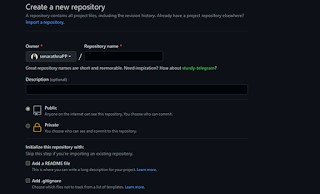 Create a new repository
A repository contains all project files, including the revision history. Already have a project repository elsewhere?
Import a repository.
Owner * Repository name *
/
Great repository names are short and memorable. Need inspiration? How about sturdy-telegram?
Description (optional)
Public
Anyone on the internet can see this repository. You choose who can commit.
Private
You choose who can see and commit to this repository.
Initialize this repository with:
Skip this step if you're importing an existing repository.
Add a README file
This is where you can write a long description for your project. Learn more.
Add .gitignore
Choose which files not to track from a list of templates. Learn more.